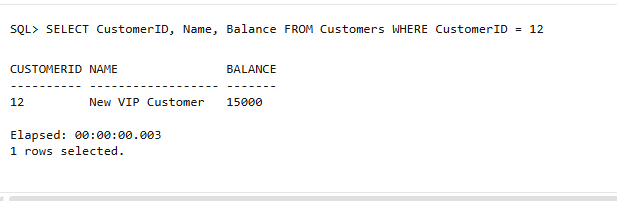 SQL> SELECT CustomerID, Name, Balance FROM Customers WHERE CustomerID = 12
CUSTOMERID NAME               BALANCE
---------- ------------------ -------
12         New VIP Customer   15000
Elapsed: 00:00:00.003
1 rows selected.